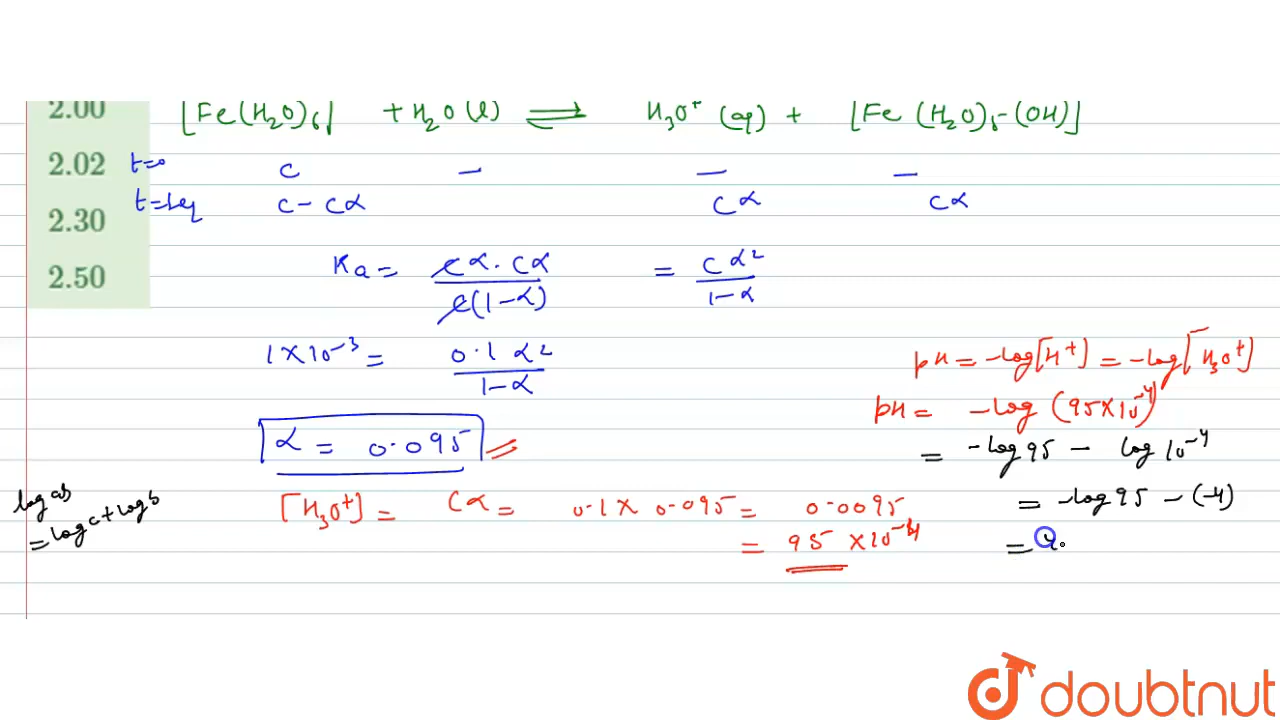 2.00 [Fe(H2O)6] + H2O(l) ⇌ H3O+ (aq) + [Fe (H2O)5-(OH)]
2.02 t=0 C — — —
2.30 t=teq C - Cα Cα Cα
2.50
Ka = Cα · Cα / C(1-α) = Cα² / 1-α
1×10⁻³ = 0.1 α² / 1-α
pH = -log[H+] = -log[H3O+]
pH = -log (95×10⁻⁴)
α = 0.095
= -log 95 - log 10⁻⁴
log ab
= log a + log b
[H3O+] = Cα = 0.1 × 0.095 = 0.0095
= -log 95 - (-4)
= 95 × 10⁻⁴
= 4.
doubtnut